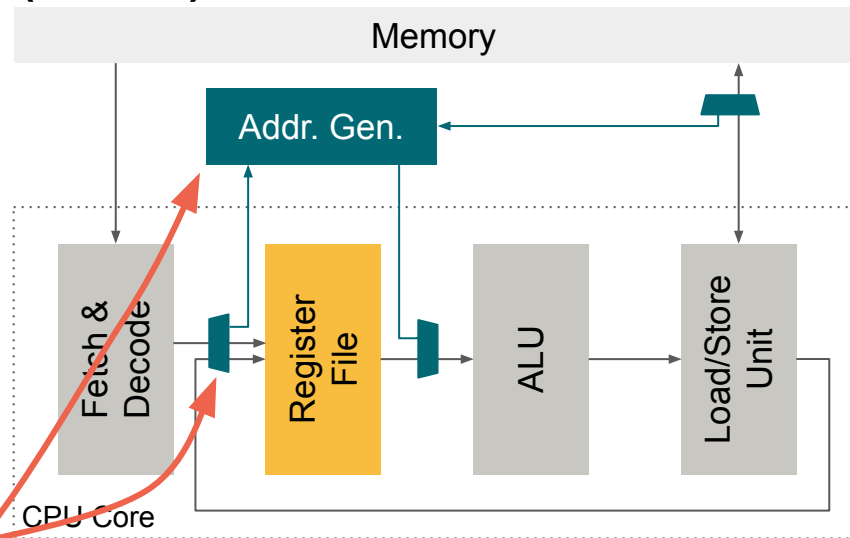 Memory
Addr. Gen.
Fetch &
Decode
Register
File
ALU
Load/Store
Unit
CPU Core